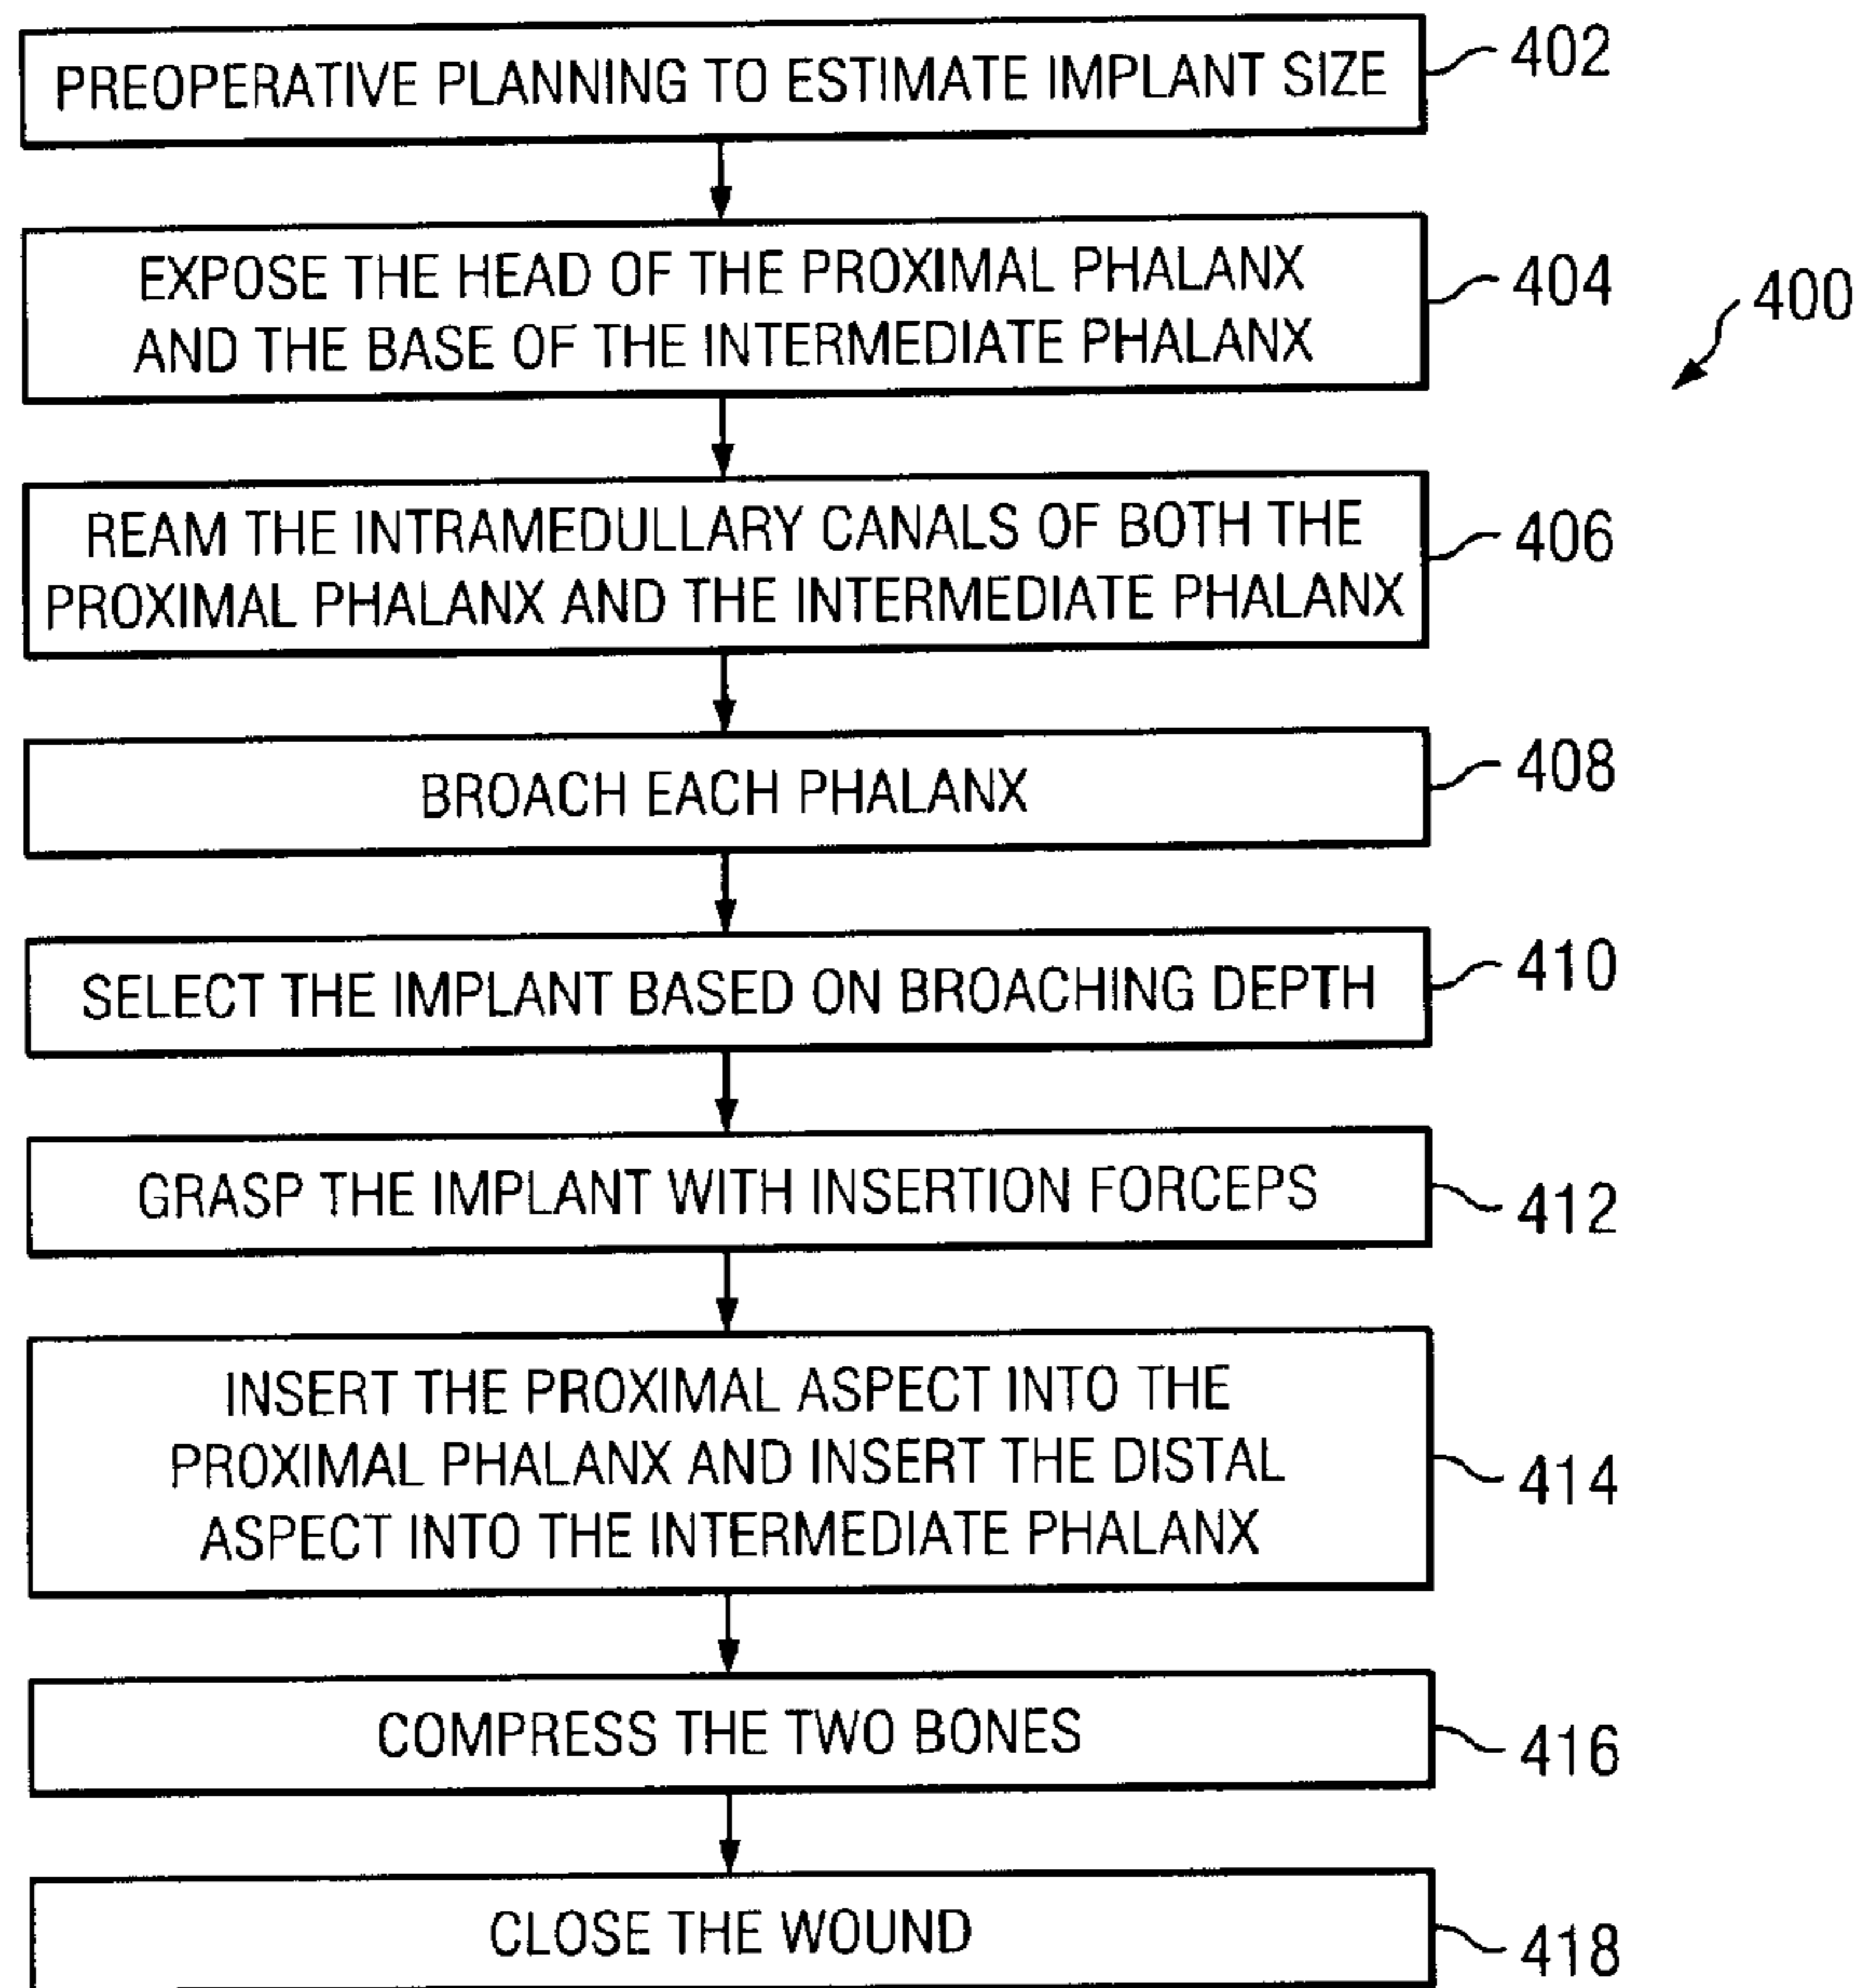 PREOPERATIVE PLANNING TO ESTIMATE IMPLANT SIZE
402
EXPOSE THE HEAD OF THE PROXIMAL PHALANX
AND THE BASE OF THE INTERMEDIATE PHALANX
404
400
REAM THE INTRAMEDULLARY CANALS OF BOTH THE
PROXIMAL PHALANX AND THE INTERMEDIATE PHALANX
406
BROACH EACH PHALANX
408
SELECT THE IMPLANT BASED ON BROACHING DEPTH
410
GRASP THE IMPLANT WITH INSERTION FORCEPS
412
INSERT THE PROXIMAL ASPECT INTO THE
PROXIMAL PHALANX AND INSERT THE DISTAL
ASPECT INTO THE INTERMEDIATE PHALANX
414
COMPRESS THE TWO BONES
416
CLOSE THE WOUND
418